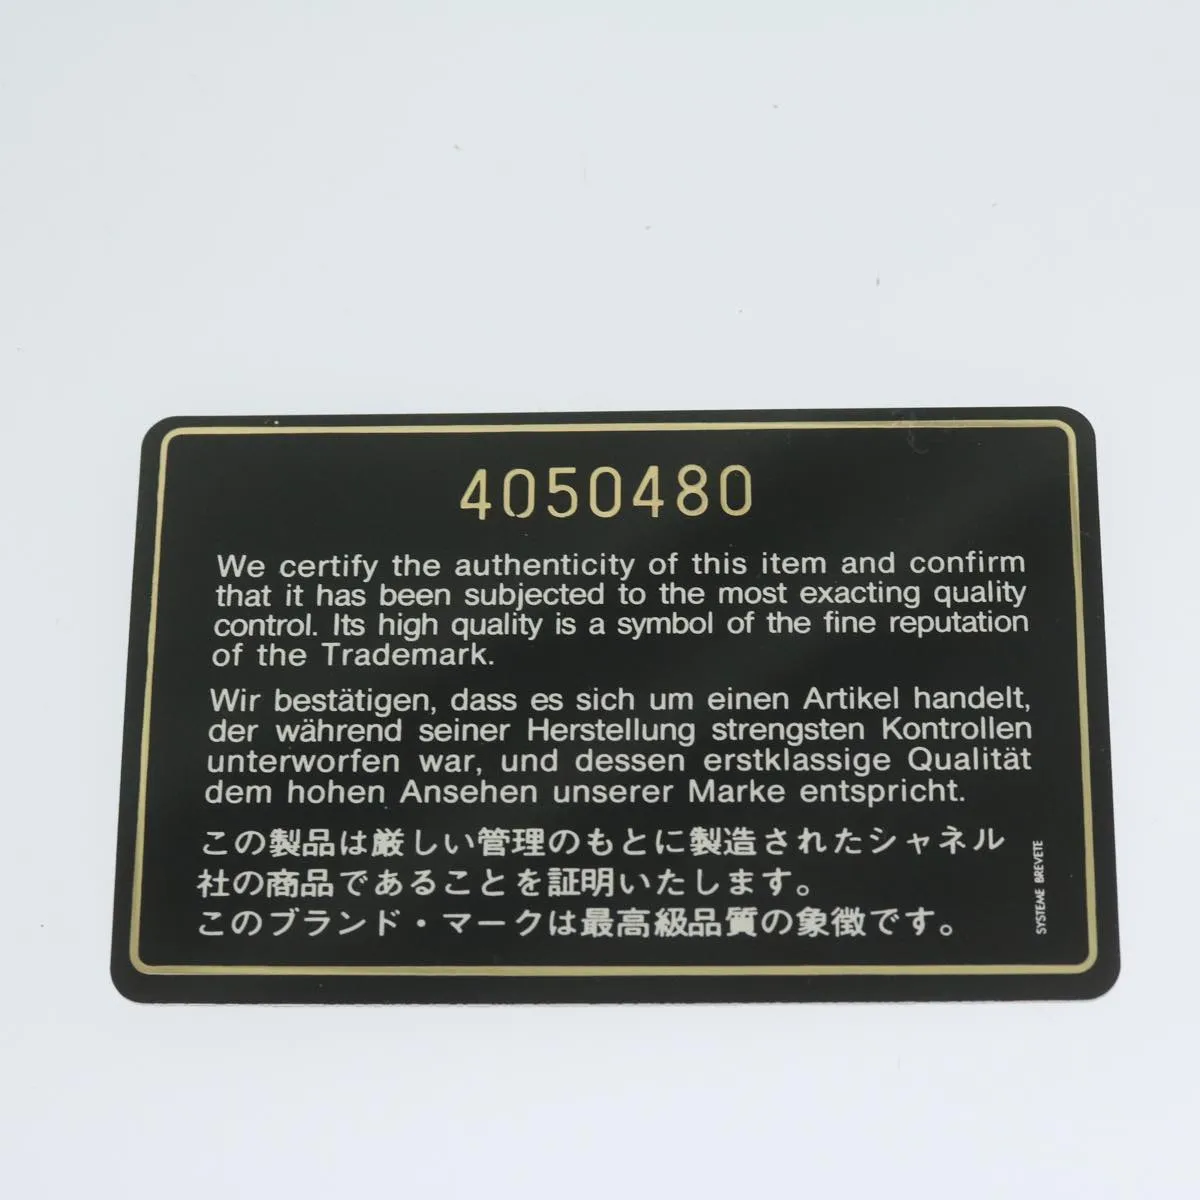 4050480
We certify the authenticity of this item and confirm
that it has been subjected to the most exacting quality
control. Its high quality is a symbol of the fine reputation
of the Trademark.
Wir bestätigen, dass es sich um einen Artikel handelt,
der während seiner Herstellung strengsten Kontrollen
unterworfen war, und dessen erstklassige Qualität
dem hohen Ansehen unserer Marke entspricht.
この製品は厳しい管理のもとに製造されたシャネル
社の商品であることを証明いたします。
このブランド・マークは最高級品質の象徴です。
SYSTEME BREVETE